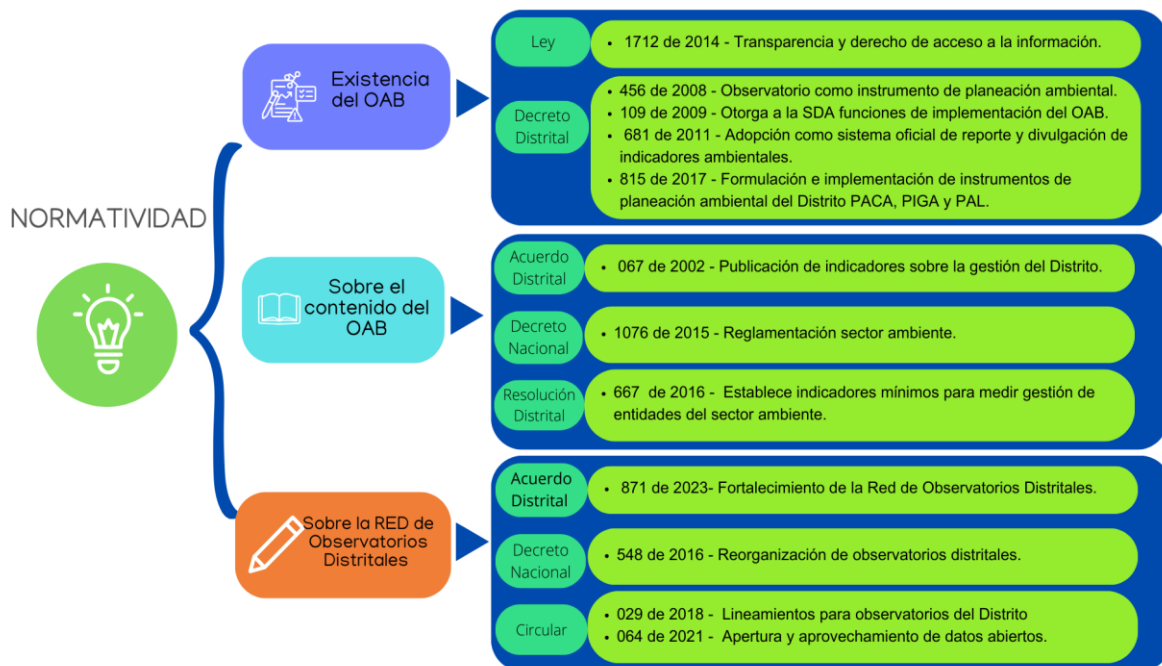 NORMATIVIDAD
Existencia
del OAB
Ley
• 1712 de 2014 - Transparencia y derecho de acceso a la información.
Decreto
Distrital
• 456 de 2008 - Observatorio como instrumento de planeación ambiental.
• 109 de 2009 - Otorga a la SDA funciones de implementación del OAB.
• 681 de 2011 - Adopción como sistema oficial de reporte y divulgación de
indicadores ambientales.
• 815 de 2017 - Formulación e implementación de instrumentos de
planeación ambiental del Distrito PACA, PIGA y PAL.
Sobre el
contenido del
OAB
Acuerdo
Distrital
• 067 de 2002 - Publicación de indicadores sobre la gestión del Distrito.
Decreto
Nacional
• 1076 de 2015 - Reglamentación sector ambiente.
Resolución
Distrital
• 667 de 2016 - Establece indicadores mínimos para medir gestión de
entidades del sector ambiente.
Sobre la RED de
Observatorios
Distritales
Acuerdo
Distrital
• 871 de 2023- Fortalecimiento de la Red de Observatorios Distritales.
Decreto
Nacional
• 548 de 2016 - Reorganización de observatorios distritales.
Circular
• 029 de 2018 - Lineamientos para observatorios del Distrito
• 064 de 2021 - Apertura y aprovechamiento de datos abiertos.